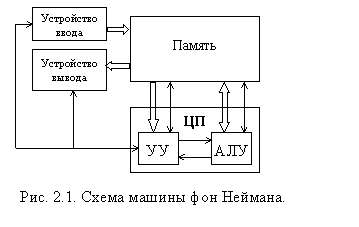 Устройство
ввода
Память
Устройство
вывода
ЦП
УУ
АЛУ
Рис. 2.1. Схема машины фон Неймана.